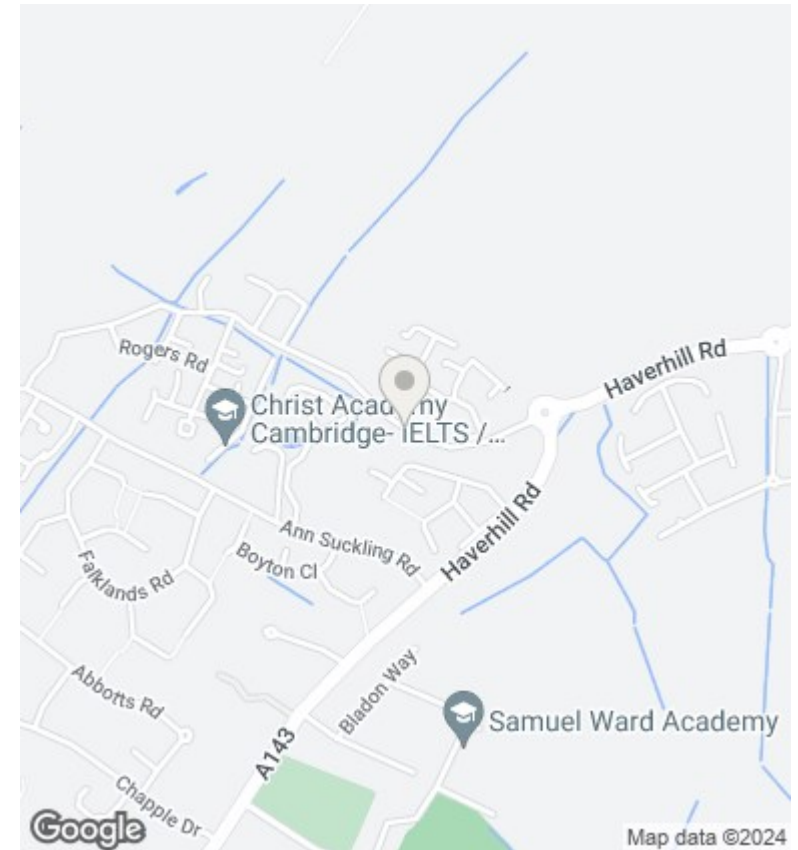 Haverhill Rd
Rogers Rd
Christ Academy
Cambridge- IELTS /...
Haverhill Rd
Ann Suckling Rd
Boyton Cl
Falklands Rd
Bladon Way
Abbotts Rd
Samuel Ward Academy
A143
Chapple Dr
Google
Map data ©2024